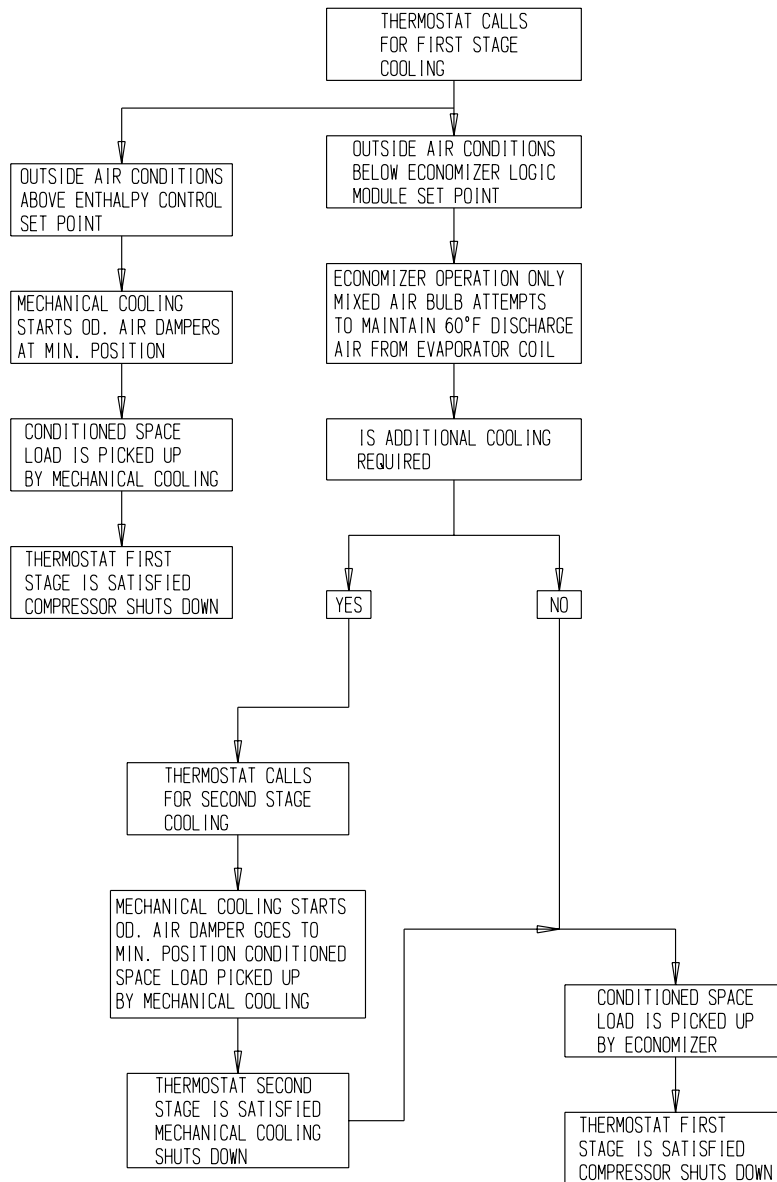 THERMOSTAT CALLS
FOR FIRST STAGE
COOLING
OUTSIDE AIR CONDITIONS
ABOVE ENTHALPY CONTROL
SET POINT
OUTSIDE AIR CONDITIONS
BELOW ECONOMIZER LOGIC
MODULE SET POINT
MECHANICAL COOLING
STARTS OD. AIR DAMPERS
AT MIN. POSITION
ECONOMIZER OPERATION ONLY
MIXED AIR BULB ATTEMPTS
TO MAINTAIN 60°F DISCHARGE
AIR FROM EVAPORATOR COIL
CONDITIONED SPACE
LOAD IS PICKED UP
BY MECHANICAL COOLING
IS ADDITIONAL COOLING
REQUIRED
THERMOSTAT FIRST
STAGE IS SATISFIED
COMPRESSOR SHUTS DOWN
YES
NO
THERMOSTAT CALLS
FOR SECOND STAGE
COOLING
MECHANICAL COOLING STARTS
OD. AIR DAMPER GOES TO
MIN. POSITION CONDITIONED
SPACE LOAD PICKED UP
BY MECHANICAL COOLING
CONDITIONED SPACE
LOAD IS PICKED UP
BY ECONOMIZER
THERMOSTAT SECOND
STAGE IS SATISFIED
MECHANICAL COOLING
SHUTS DOWN
THERMOSTAT FIRST
STAGE IS SATISFIED
COMPRESSOR SHUTS DOWN